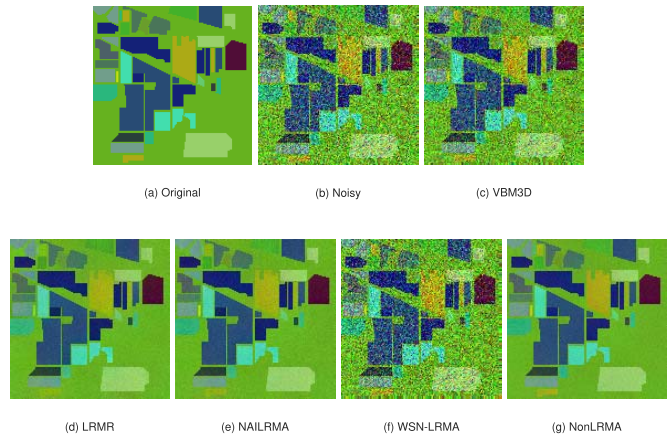 (a) Original
(b) Noisy
(c) VBM3D
(d) LRMR
(e) NAILRMA
(f) WSN-LRMA
(g) NonLRMA